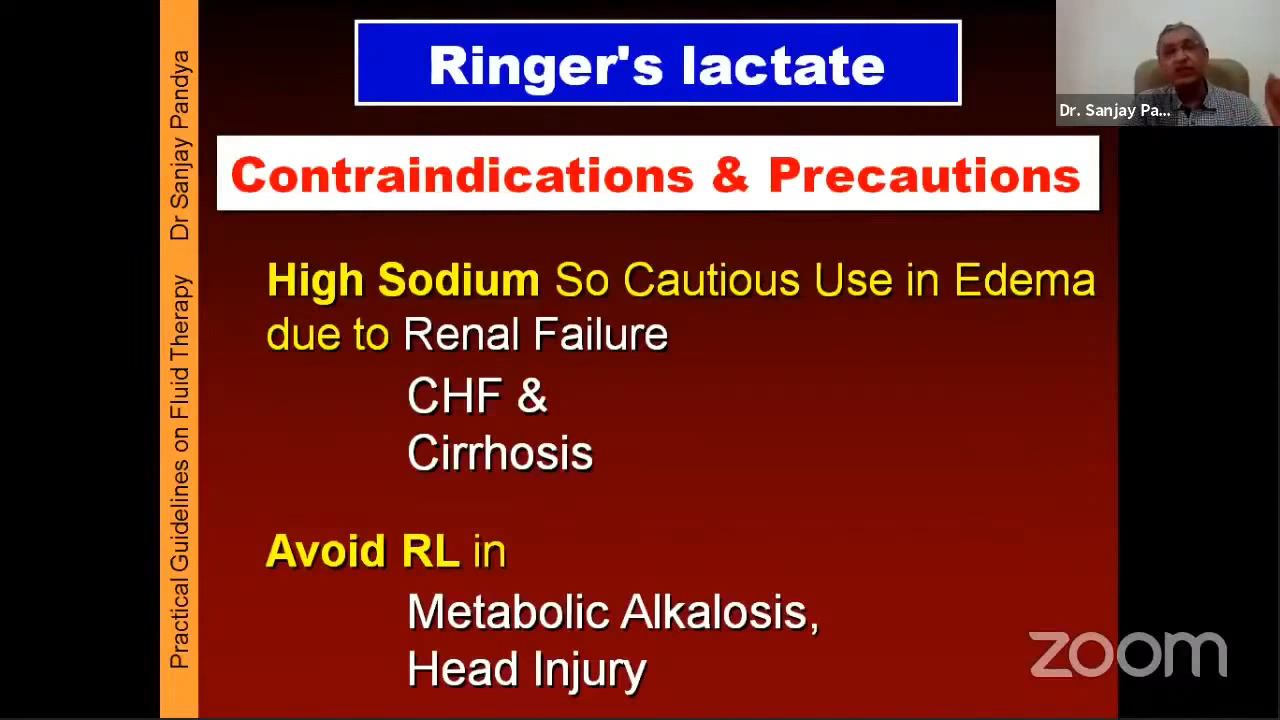 Ringer's lactate
Contraindications & Precautions
High Sodium So Cautious Use in Edema
due to Renal Failure
CHF &
Cirrhosis
Avoid RL in
Metabolic Alkalosis,
Head Injury
Practical Guidelines on Fluid Therapy Dr Sanjay Pandya
Dr. Sanjay Pa...
zoom